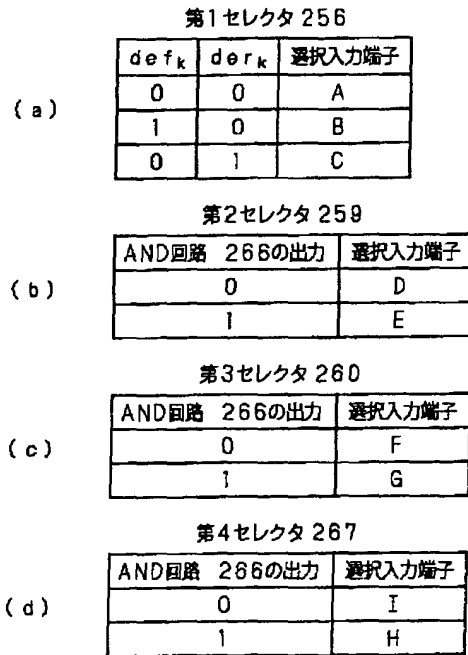 第1セレクタ 256
(a)
defk derk 選択入力端子
0 0 A
1 0 B
0 1 C
第2セレクタ 259
(b)
AND回路 266の出力 選択入力端子
0 D
1 E
第3セレクタ 260
(c)
AND回路 266の出力 選択入力端子
0 F
1 G
第4セレクタ 267
(d)
AND回路 266の出力 選択入力端子
0 I
1 H